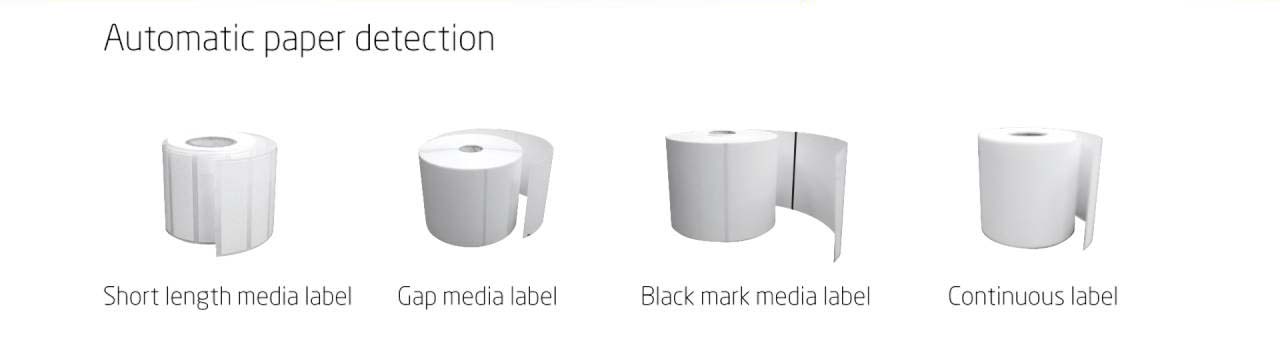 Automatic paper detection
Short length media label
Gap media label
Black mark media label
Continuous label